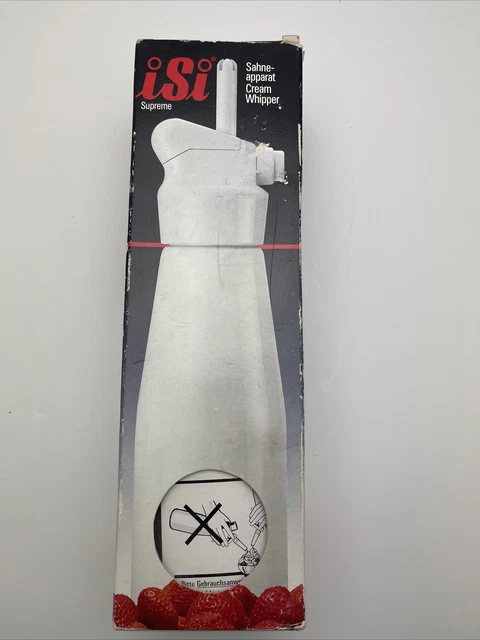 iSi
Supreme
Sahne-
apparat
Cream
Whipper
Bitte Gebrauchsanw